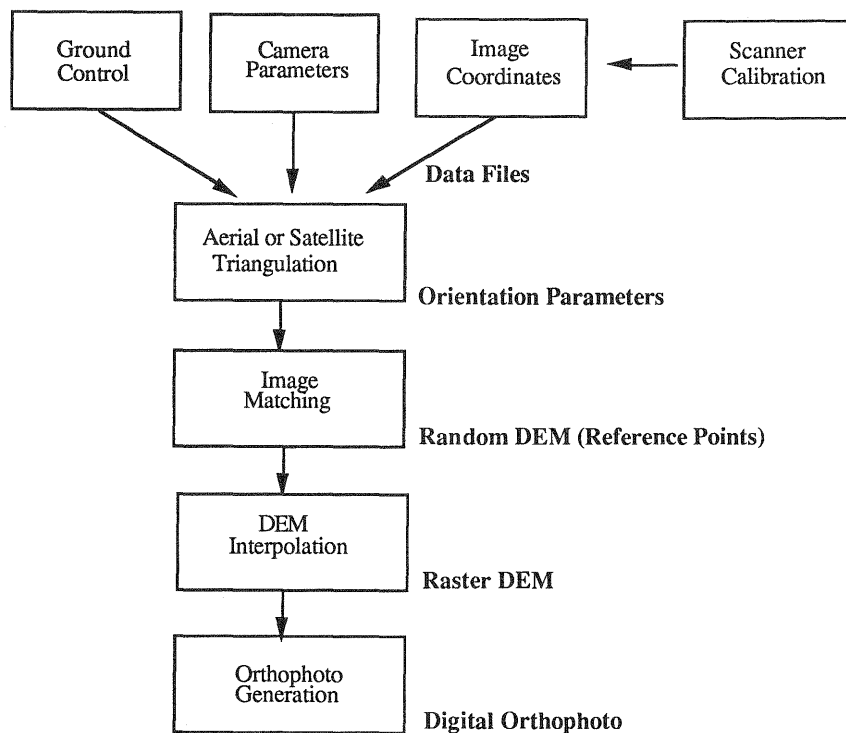 Ground
Control
Camera
Parameters
Image
Coordinates
Scanner
Calibration
Data Files
Aerial or Satellite
Triangulation
Orientation Parameters
Image
Matching
Random DEM (Reference Points)
DEM
Interpolation
Raster DEM
Orthophoto
Generation
Digital Orthophoto